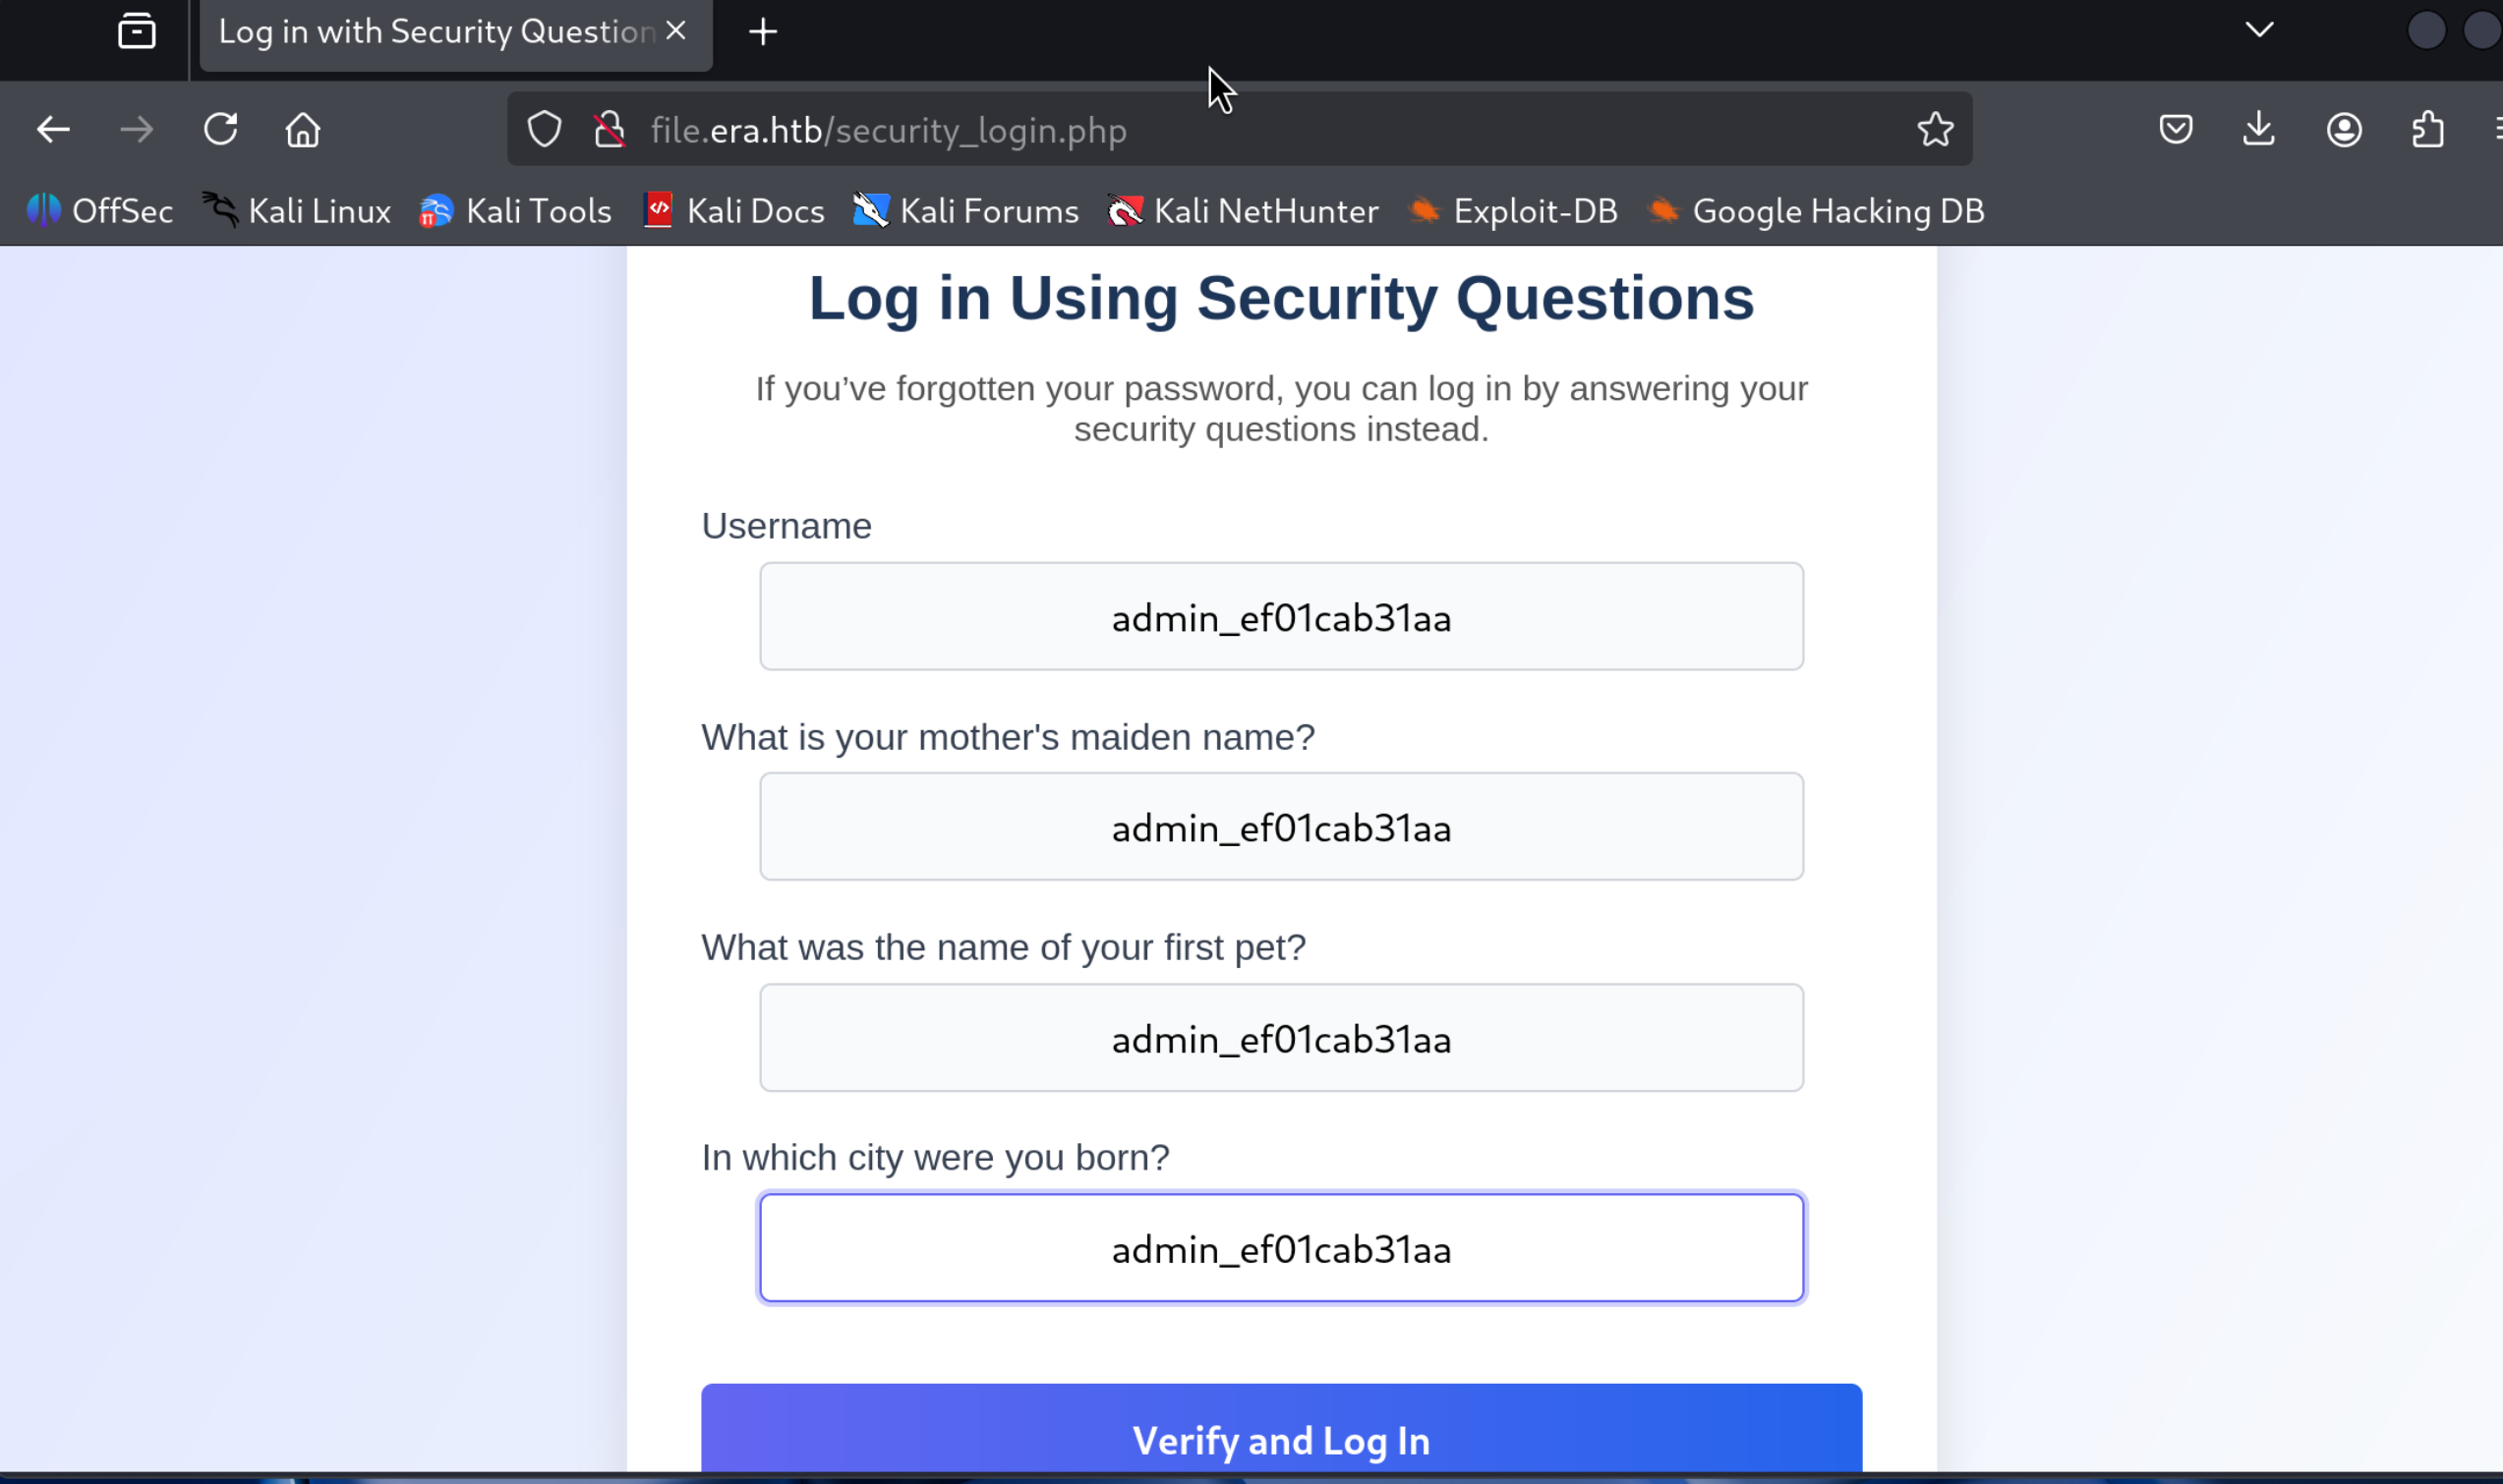 Log in with Security Question
file.era.htb/security_login.php
OffSec Kali Linux Kali Tools Kali Docs Kali Forums Kali NetHunter Exploit-DB Google Hacking DB
Log in Using Security Questions
If you’ve forgotten your password, you can log in by answering your
security questions instead.
Username
admin_ef01cab31aa
What is your mother's maiden name?
admin_ef01cab31aa
What was the name of your first pet?
admin_ef01cab31aa
In which city were you born?
admin_ef01cab31aa
Verify and Log In